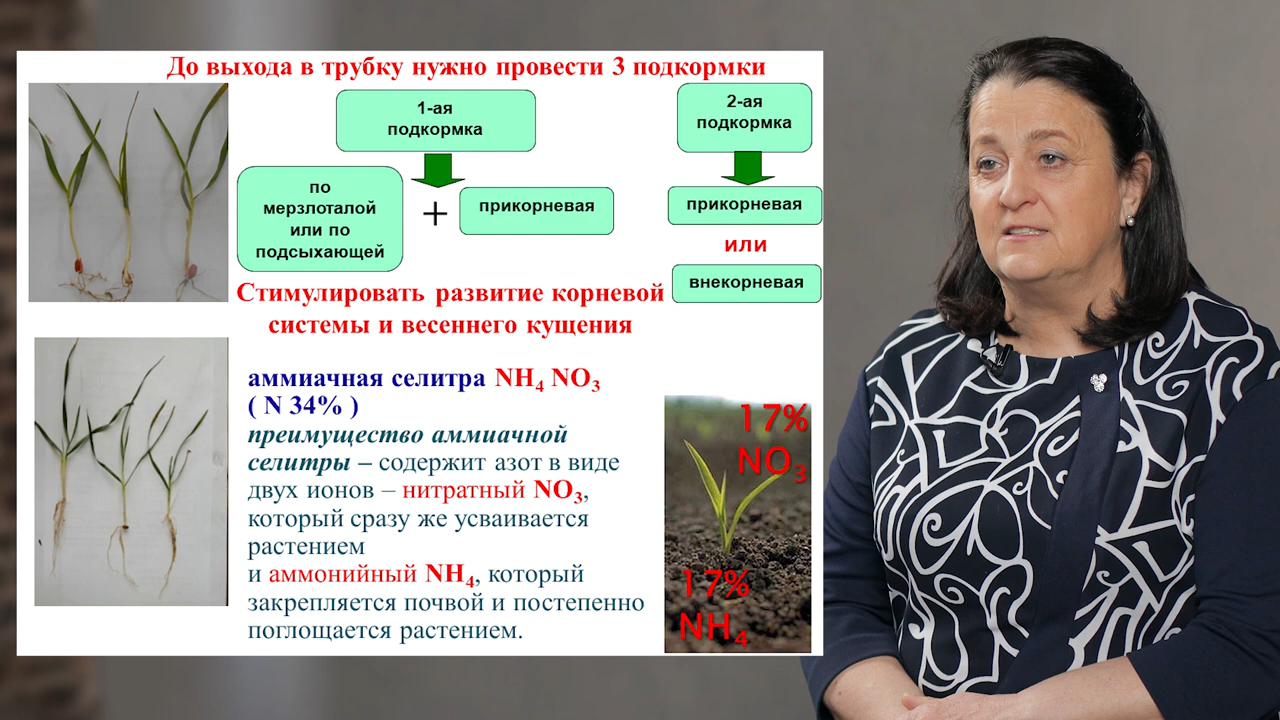 До выхода в трубку нужно провести 3 подкормки
1-ая
подкормка
2-ая
подкормка
по
мерзлоталой
или по
подсыхающей
+
прикорневая
прикорневая
или
внекорневая
Стимулировать развитие корневой
системы и весеннего кущения
аммиачная селитра NH₄ NO₃
( N 34% )
преимущество аммиачной
селитры – содержит азот в виде
двух ионов – нитратный NO₃,
который сразу же усваивается
растением
и аммонийный NH₄, который
закрепляется почвой и постепенно
поглощается растением.
17%
NO₃
17%
NH₄